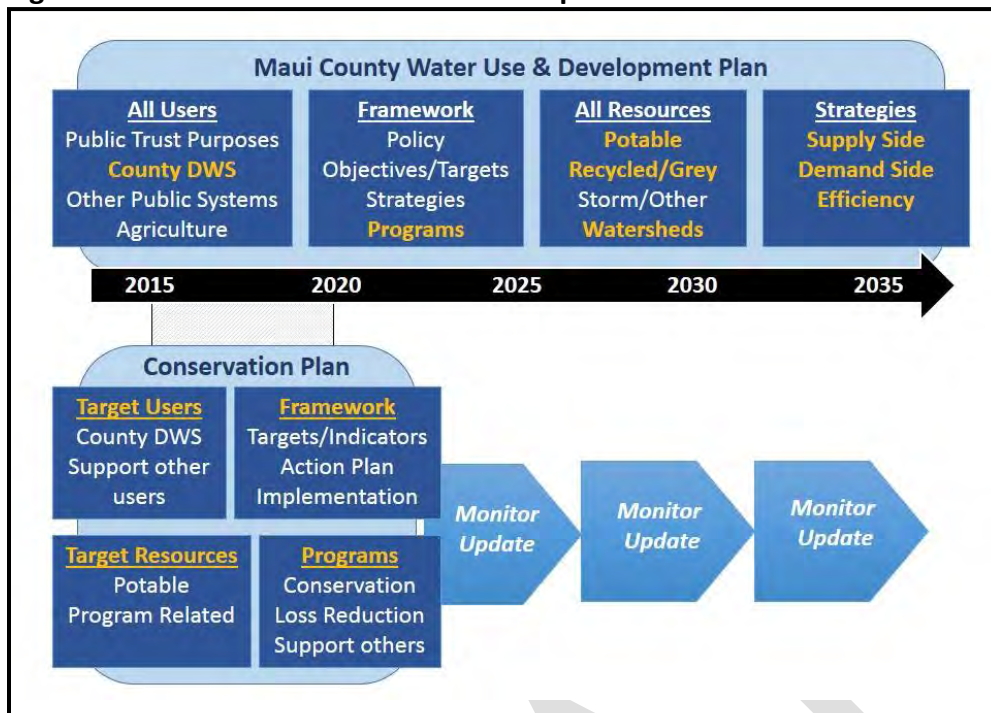 Maui County Water Use & Development Plan
All Users
Public Trust Purposes
County DWS
Other Public Systems
Agriculture
Framework
Policy
Objectives/Targets
Strategies
Programs
All Resources
Potable
Recycled/Grey
Storm/Other
Watersheds
Strategies
Supply Side
Demand Side
Efficiency
2015 2020 2025 2030 2035
Conservation Plan
Target Users
County DWS
Support other
users
Framework
Targets/Indicators
Action Plan
Implementation
Target Resources
Potable
Program Related
Programs
Conservation
Loss Reduction
Support others
Monitor
Update
Monitor
Update
Monitor
Update